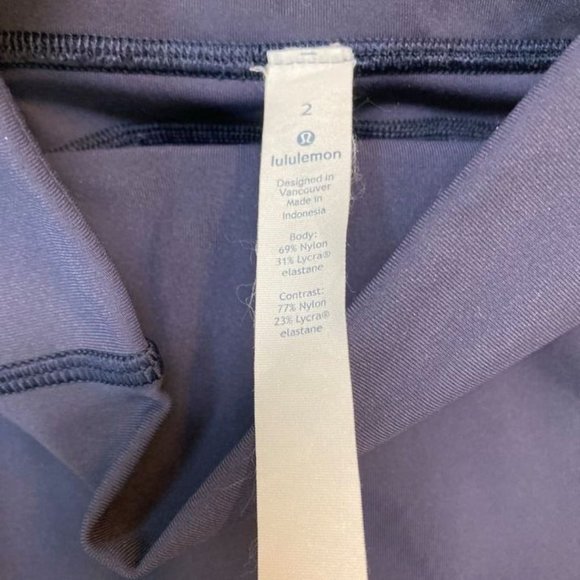 2
lululemon
Designed in
Vancouver
Made in
Indonesia
Body:
69% Nylon
31% Lycra®
elastane
Contrast:
77% Nylon
23% Lycra®
elastane